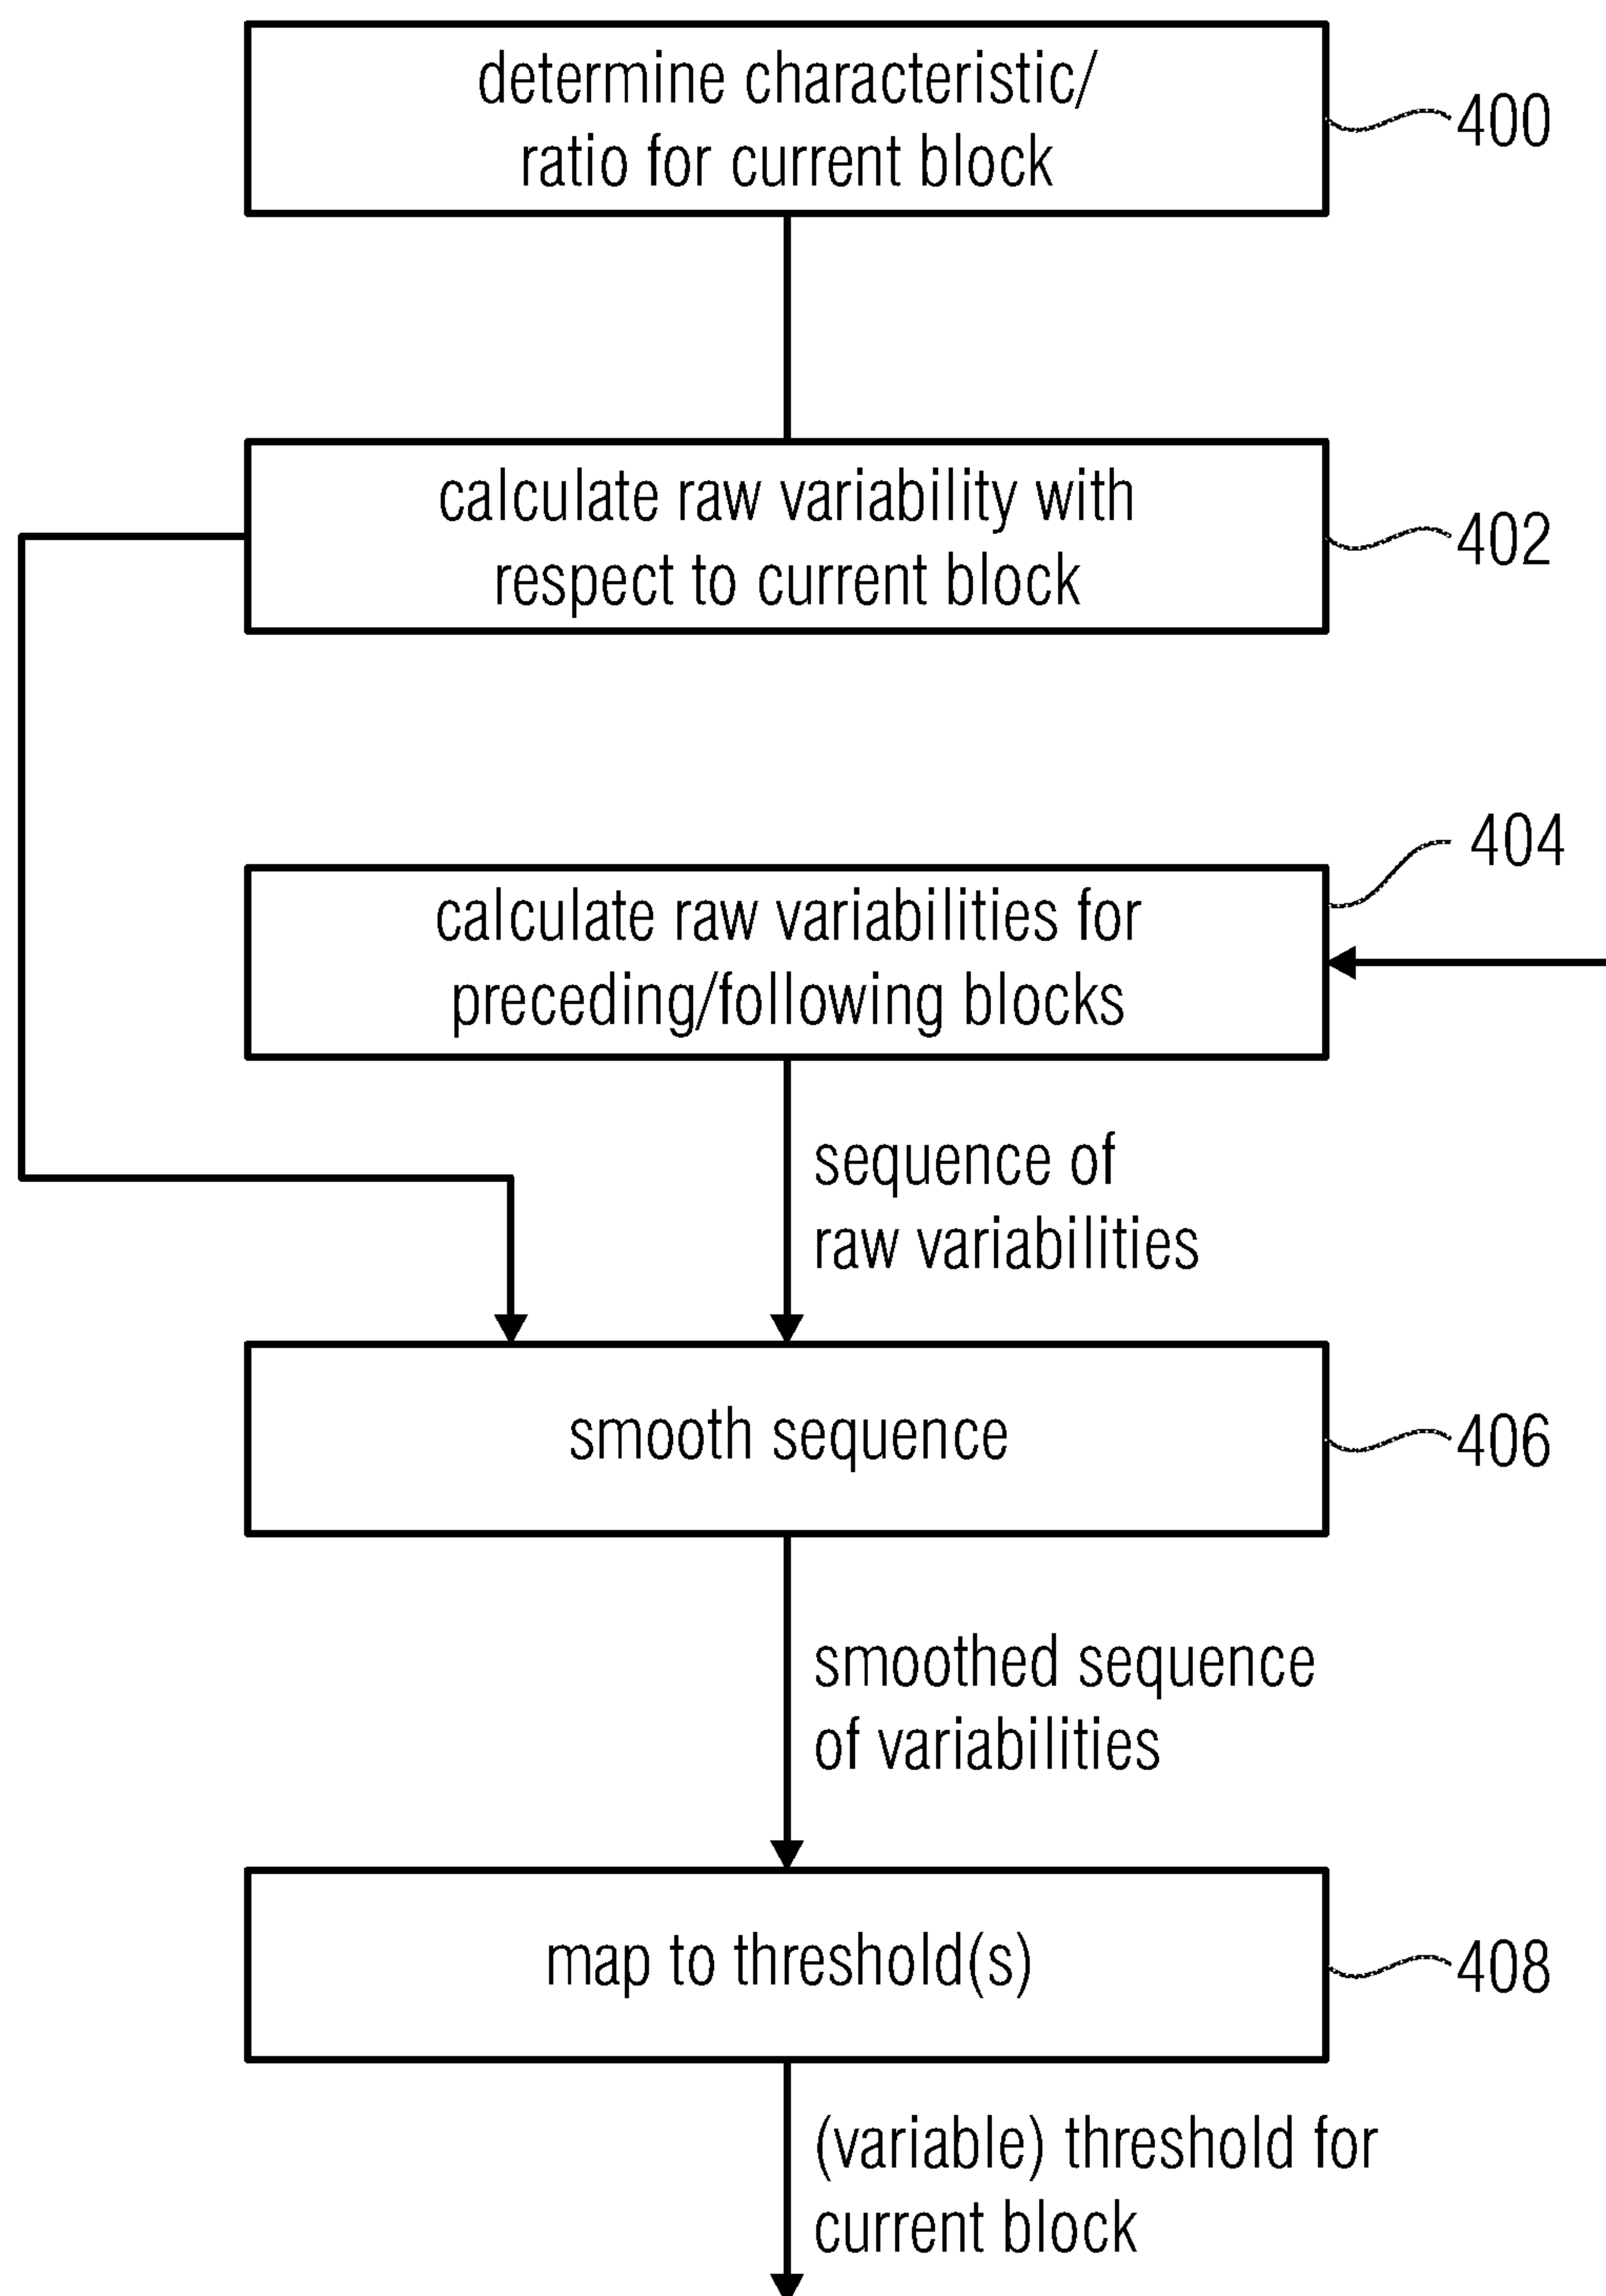 determine characteristic/
ratio for current block
400
calculate raw variability with
respect to current block
402
404
calculate raw variabilities for
preceding/following blocks
sequence of
raw variabilities
smooth sequence
406
smoothed sequence
of variabilities
map to threshold(s)
408
(variable) threshold for
current block